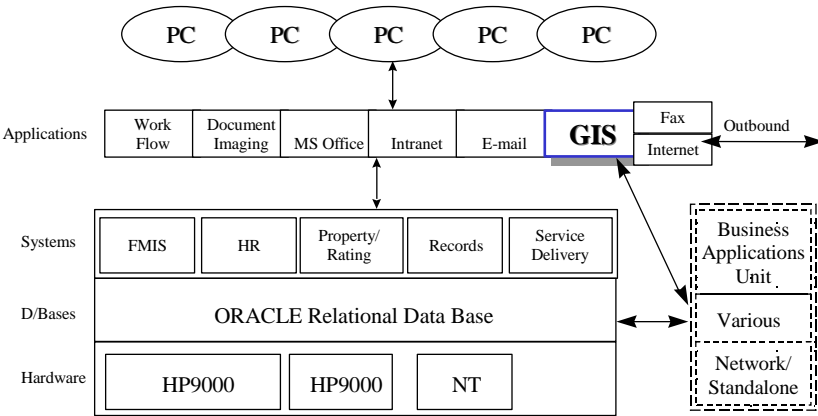 PC PC PC PC PC
Applications
Work
Flow
Document
Imaging
MS Office
Intranet
E-mail
GIS
Fax
Internet
Outbound
Systems
FMIS
HR
Property/
Rating
Records
Service
Delivery
D/Bases
ORACLE Relational Data Base
Hardware
HP9000
HP9000
NT
Business
Applications
Unit
Various
Network/
Standalone